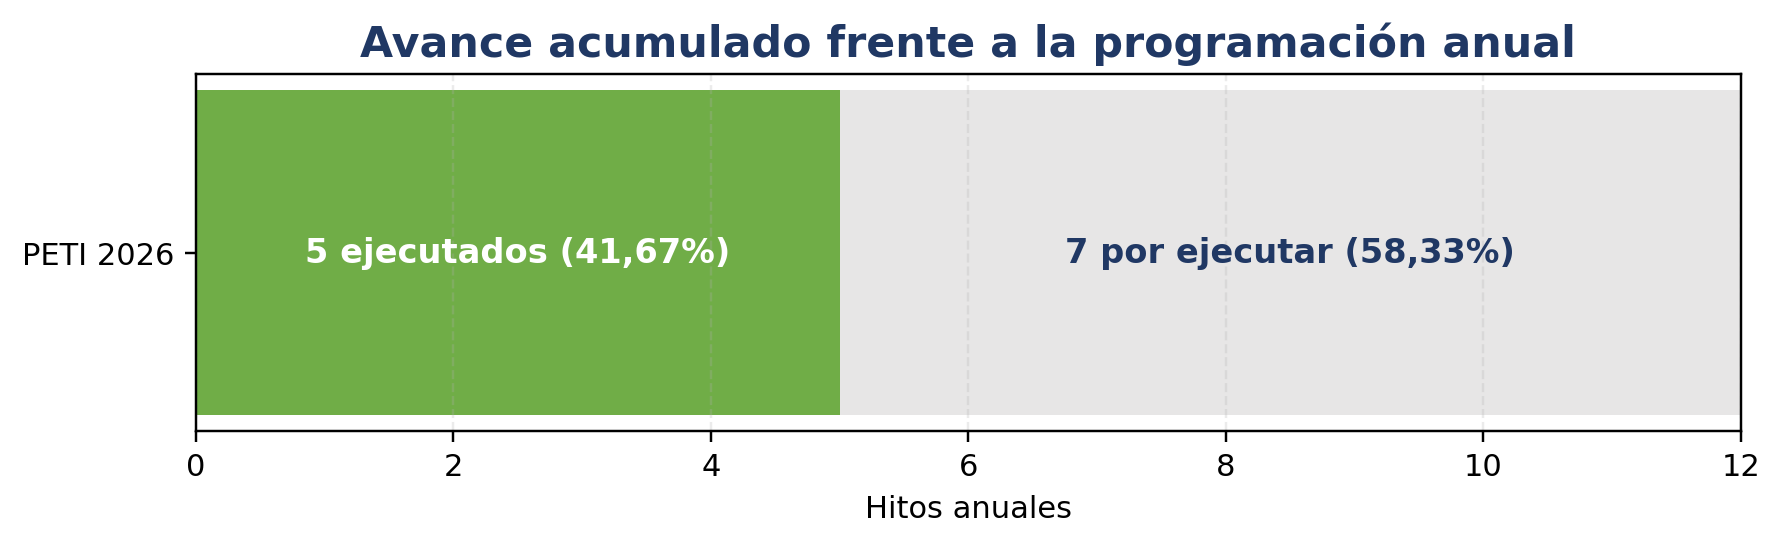 Avance acumulado frente a la programación anual
PETI 2026
5 ejecutados (41,67%)
7 por ejecutar (58,33%)
0 2 4 6 8 10 12
Hitos anuales